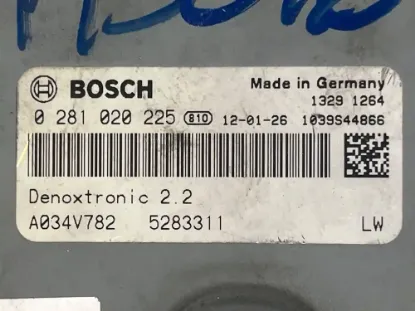 BOSCH
Made in Germany
1329 1264
0 281 020 225 810 12-01-26 1039S44866
Denoxtronic 2.2
A034V782 5283311 LW